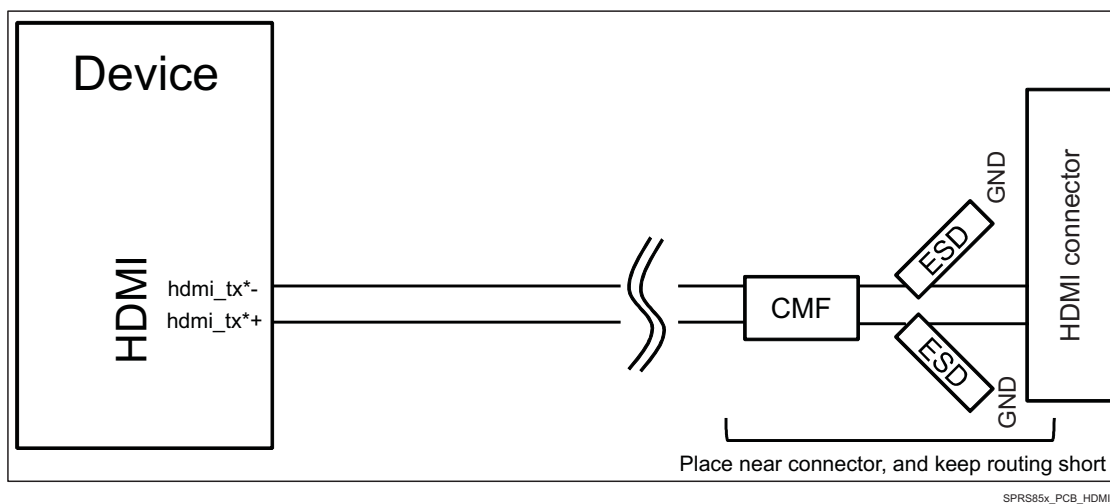 Device
HDMI
hdmi_tx*-
hdmi_tx*+
CMF
ESD
GND
ESD
GND
HDMI connector
Place near connector, and keep routing short
SPRS85x_PCB_HDMI